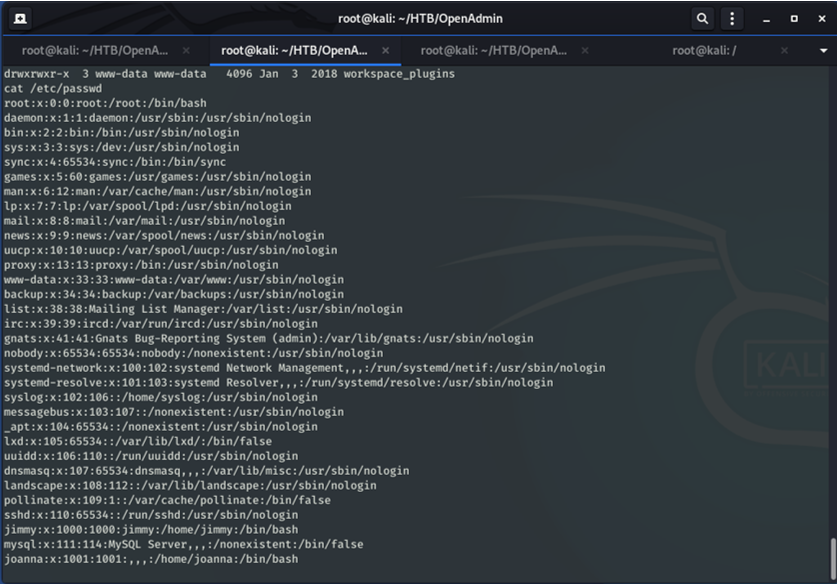 root@kali: ~/HTB/OpenAdmin
root@kali: ~/HTB/OpenA...
root@kali: ~/HTB/OpenA...
root@kali: ~/HTB/OpenA...
root@kali: /
drwxrwxr-x  3 www-data www-data   4096 Jan  3  2018 workspace_plugins
cat /etc/passwd
root:x:0:0:root:/root:/bin/bash
daemon:x:1:1:daemon:/usr/sbin:/usr/sbin/nologin
bin:x:2:2:bin:/bin:/usr/sbin/nologin
sys:x:3:3:sys:/dev:/usr/sbin/nologin
sync:x:4:65534:sync:/bin:/bin/sync
games:x:5:60:games:/usr/games:/usr/sbin/nologin
man:x:6:12:man:/var/cache/man:/usr/sbin/nologin
lp:x:7:7:lp:/var/spool/lpd:/usr/sbin/nologin
mail:x:8:8:mail:/var/mail:/usr/sbin/nologin
news:x:9:9:news:/var/spool/news:/usr/sbin/nologin
uucp:x:10:10:uucp:/var/spool/uucp:/usr/sbin/nologin
proxy:x:13:13:proxy:/bin:/usr/sbin/nologin
www-data:x:33:33:www-data:/var/www:/usr/sbin/nologin
backup:x:34:34:backup:/var/backups:/usr/sbin/nologin
list:x:38:38:Mailing List Manager:/var/list:/usr/sbin/nologin
irc:x:39:39:ircd:/var/run/ircd:/usr/sbin/nologin
gnats:x:41:41:Gnats Bug-Reporting System (admin):/var/lib/gnats:/usr/sbin/nologin
nobody:x:65534:65534:nobody:/nonexistent:/usr/sbin/nologin
systemd-network:x:100:102:systemd Network Management,,,:/run/systemd/netif:/usr/sbin/nologin
systemd-resolve:x:101:103:systemd Resolver,,,:/run/systemd/resolve:/usr/sbin/nologin
syslog:x:102:106::/home/syslog:/usr/sbin/nologin
messagebus:x:103:107::/nonexistent:/usr/sbin/nologin
_apt:x:104:65534::/nonexistent:/usr/sbin/nologin
lxd:x:105:65534::/var/lib/lxd/:/bin/false
uuidd:x:106:110::/run/uuidd:/usr/sbin/nologin
dnsmasq:x:107:65534:dnsmasq,,,:/var/lib/misc:/usr/sbin/nologin
landscape:x:108:112::/var/lib/landscape:/usr/sbin/nologin
pollinate:x:109:1::/var/cache/pollinate:/bin/false
sshd:x:110:65534::/run/sshd:/usr/sbin/nologin
jimmy:x:1000:1000:jimmy:/home/jimmy:/bin/bash
mysql:x:111:114:MySQL Server,,,:/nonexistent:/bin/false
joanna:x:1001:1001:,,,:/home/joanna:/bin/bash
KALI